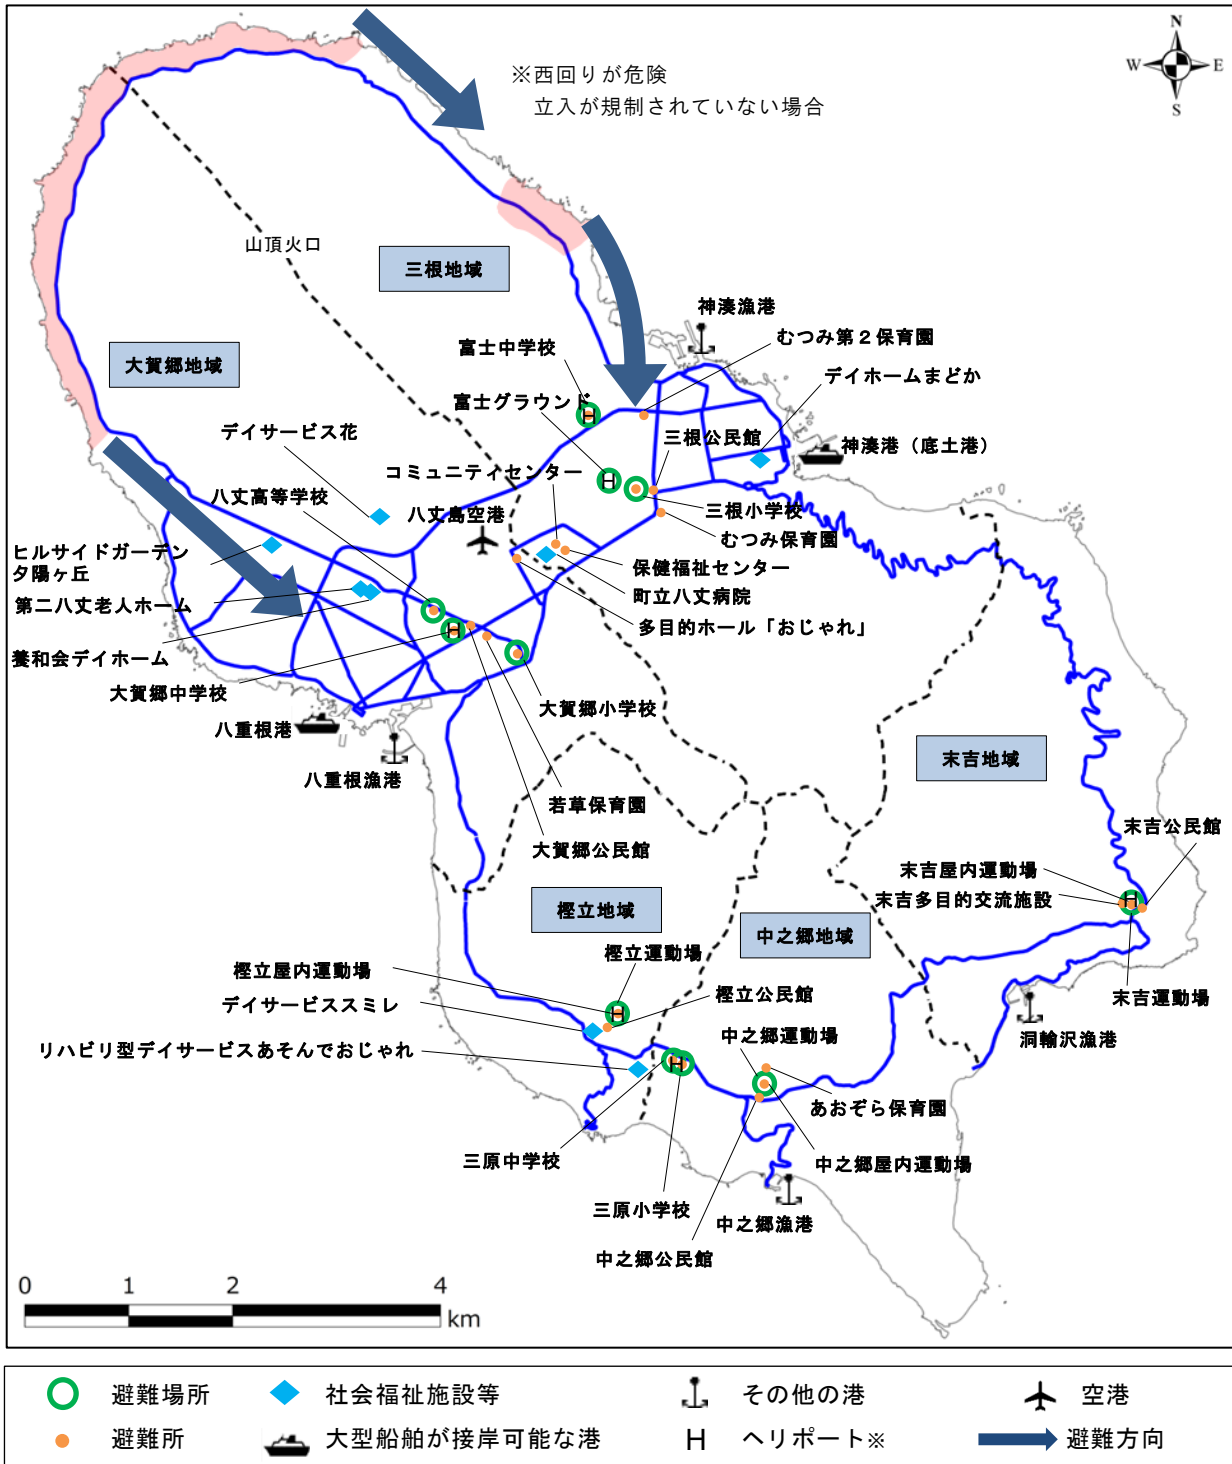 ※西回りが危険
立入が規制されていない場合
N
W
E
S
山頂火口
三根地域
神湊漁港
大賀郷地域
富士中学校
むつみ第２保育園
デイホームまどか
富士グラウンド
デイサービス花
三根公民館
神湊港（底土港）
コミュニティセンター
八丈高等学校
八丈島空港
三根小学校
むつみ保育園
ヒルサイドガーデン
夕陽ヶ丘
保健福祉センター
第二八丈老人ホーム
町立八丈病院
多目的ホール「おじゃれ」
養和会デイホーム
大賀郷中学校
大賀郷小学校
八重根港
末吉地域
八重根漁港
若草保育園
末吉公民館
大賀郷公民館
末吉屋内運動場
末吉多目的交流施設
樫立地域
中之郷地域
樫立運動場
樫立屋内運動場
樫立公民館
末吉運動場
デイサービススミレ
中之郷運動場
洞輪沢漁港
リハビリ型デイサービスあそんでおじゃれ
あおぞら保育園
三原中学校
中之郷屋内運動場
三原小学校
中之郷漁港
中之郷公民館
H
H
H
H
H
H
0 1 2 4
km
避難場所 社会福祉施設等 その他の港 空港
避難所 大型船舶が接岸可能な港 H ヘリポート※ 避難方向